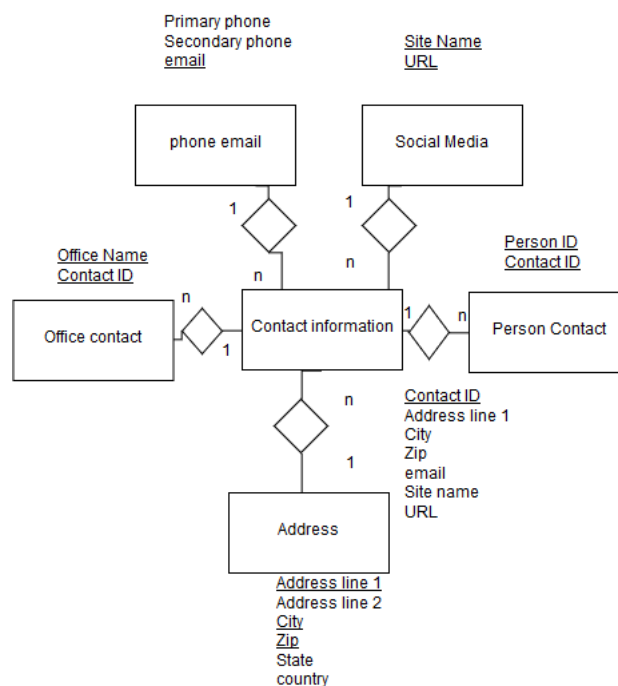 Primary phone
Secondary phone
email
Site Name
URL
phone email
Social Media
1
1
n
n
Office Name
Contact ID
Person ID
Contact ID
n
1
1
n
Office contact
Contact information
Person Contact
n
1
Contact ID
Address line 1
City
Zip
email
Site name
URL
Address
Address line 1
Address line 2
City
Zip
State
country